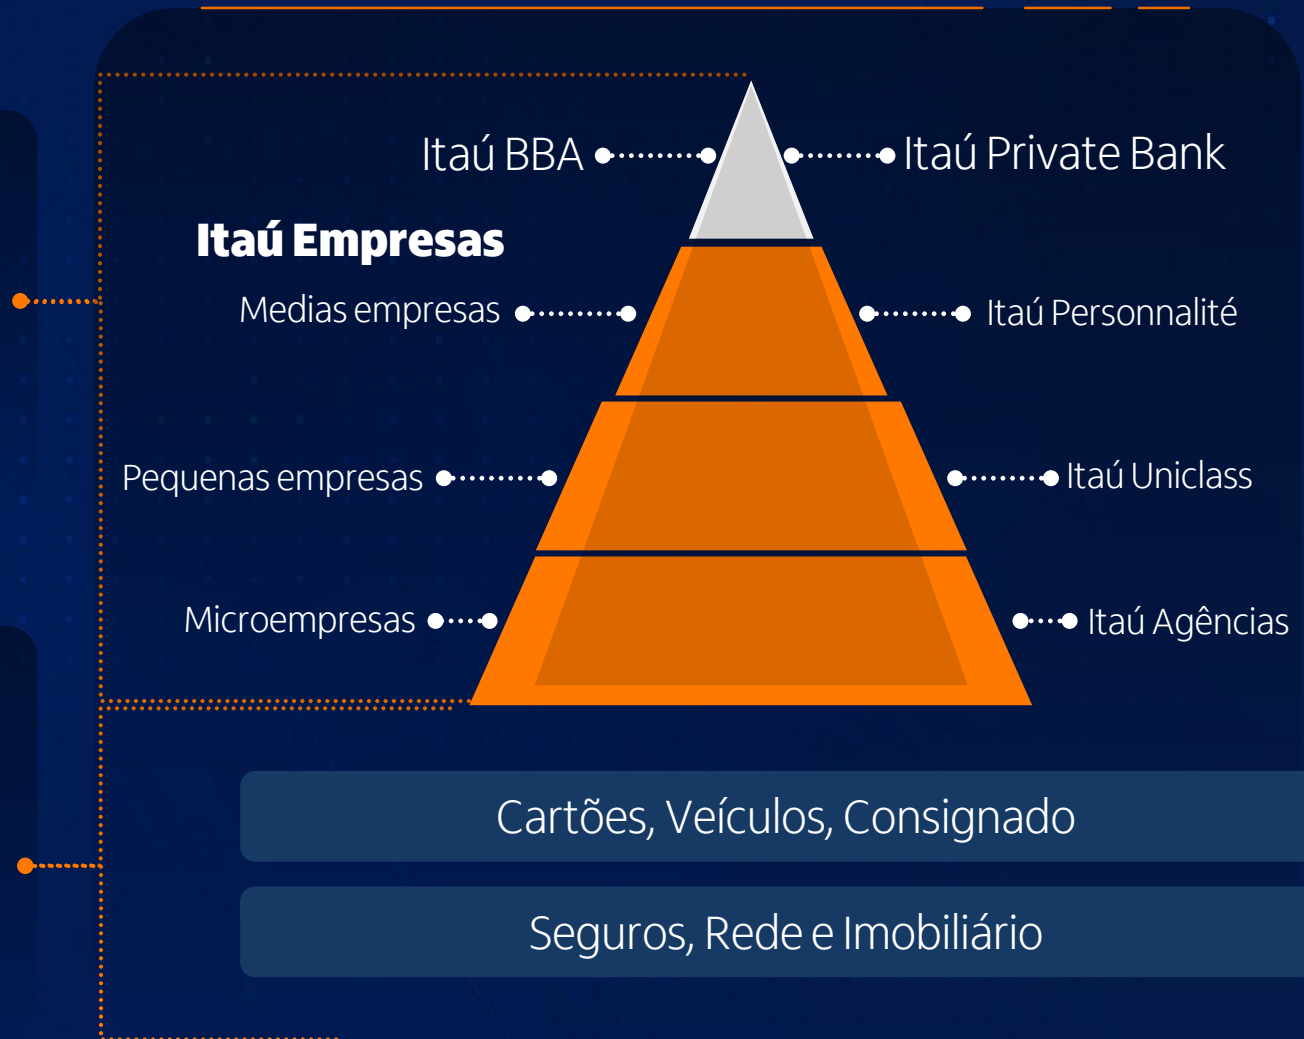 Itaú BBA
Itaú Private Bank
Itaú Empresas
Medias empresas
Itaú Personnalité
Pequenas empresas
Itaú Uniclass
Microempresas
Itaú Agências
Cartões, Veículos, Consignado
Seguros, Rede e Imobiliário